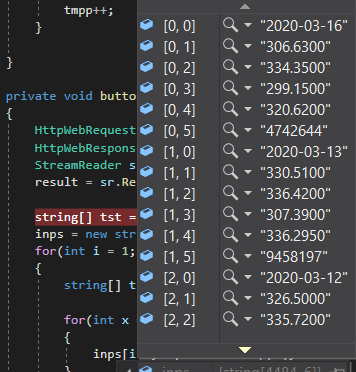 tmpp++;
}
}
private void butto
{
HttpWebRequest
HttpWebRespons
StreamReader s
result = sr.Re
string[] tst =
inps = new str
for(int i = 1;
{
string[] t
for(int x
{
inps[i
[0, 0] "2020-03-16"
[0, 1] "306.6300"
[0, 2] "334.3500"
[0, 3] "299.1500"
[0, 4] "320.6200"
[0, 5] "4742644"
[1, 0] "2020-03-13"
[1, 1] "330.5100"
[1, 2] "336.4200"
[1, 3] "307.3900"
[1, 4] "336.2950"
[1, 5] "9458197"
[2, 0] "2020-03-12"
[2, 1] "326.5000"
[2, 2] "335.7200"